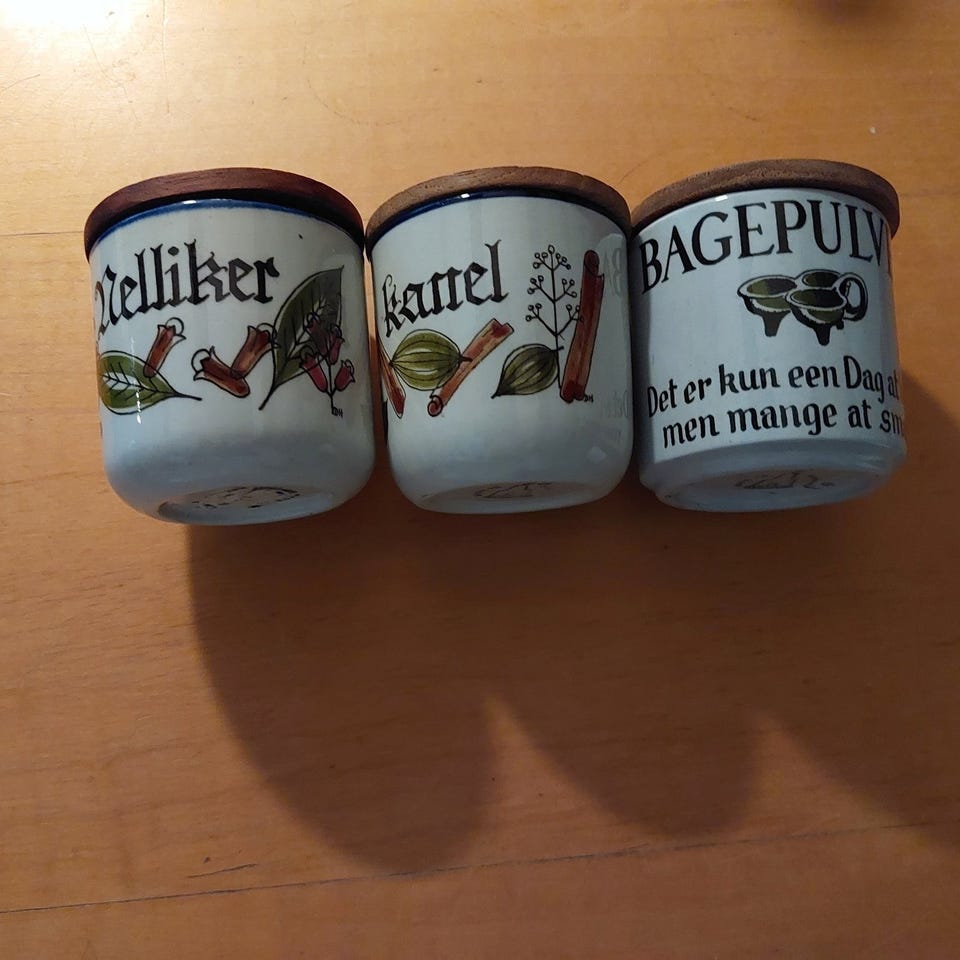 Nelliker
kanel
BAGEPULV
Det er kun een Dag at
men mange at sm